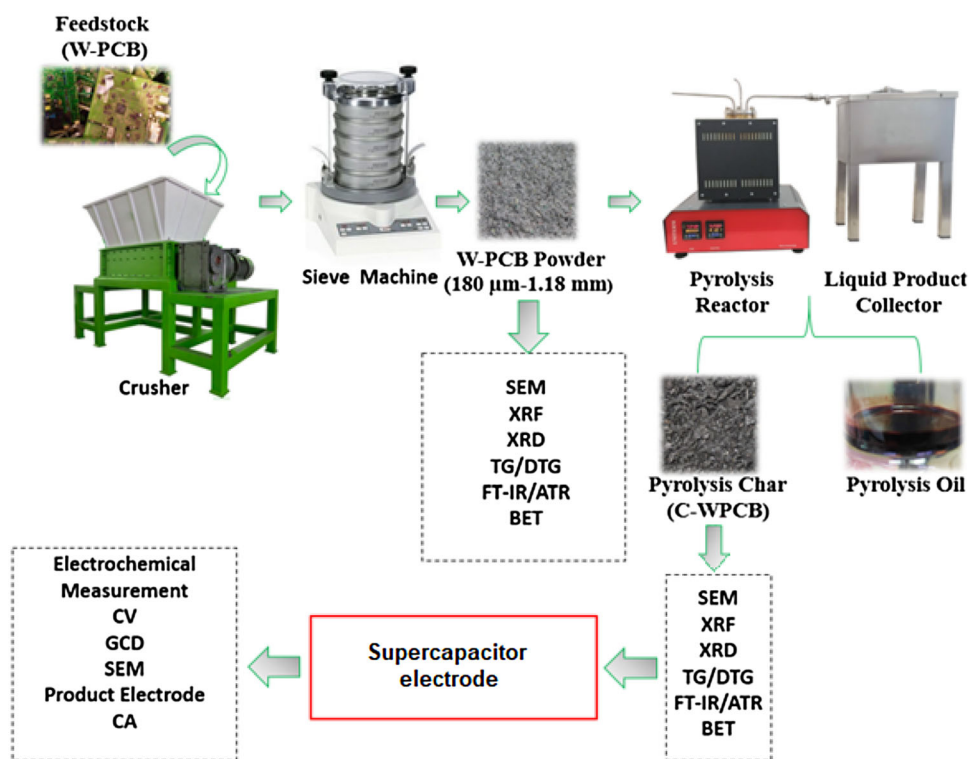 Feedstock
(W-PCB)
Crusher
Sieve Machine
W-PCB Powder
(180 µm-1.18 mm)
Pyrolysis
Reactor
Liquid Product
Collector
SEM
XRF
XRD
TG/DTG
FT-IR/ATR
BET
Pyrolysis Char
(C-WPCB)
Pyrolysis Oil
SEM
XRF
XRD
TG/DTG
FT-IR/ATR
BET
Supercapacitor
electrode
Electrochemical
Measurement
CV
GCD
SEM
Product Electrode
CA